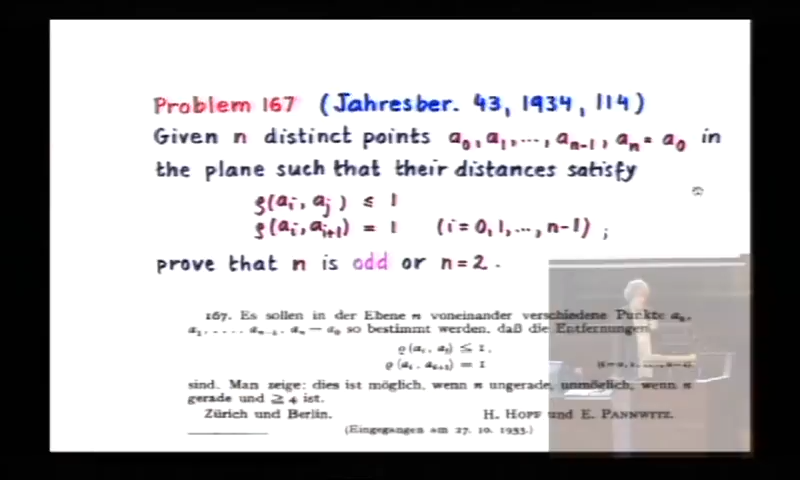 Problem 167 (Jahresber. 43, 1934, 114)
Given n distinct points a₀, a₁, ..., aₙ₋₁, aₙ = a₀ in
the plane such that their distances satisfy
ρ(aᵢ, aⱼ) ≤ 1
ρ(aᵢ, aᵢ₊₁) = 1 (i=0, 1, ..., n-1) ;
prove that n is odd or n=2.
167. Es sollen in der Ebene n voneinander verschiedene Punkte a₀,
a₁, ..... aₙ₋₁, aₙ = a₀ so bestimmt werden, daß die Entfernungen
ϱ (aᵢ, aⱼ) ≤ 1,
ϱ (aᵢ, aᵢ₊₁) = 1
sind. Man zeige: dies ist möglich, wenn n ungerade, unmöglich, wenn n
gerade und ≥ 4 ist.
Zürich und Berlin. H. HOPF und E. PANNWITZ.
(Eingegangen am 27. 10. 1933.)